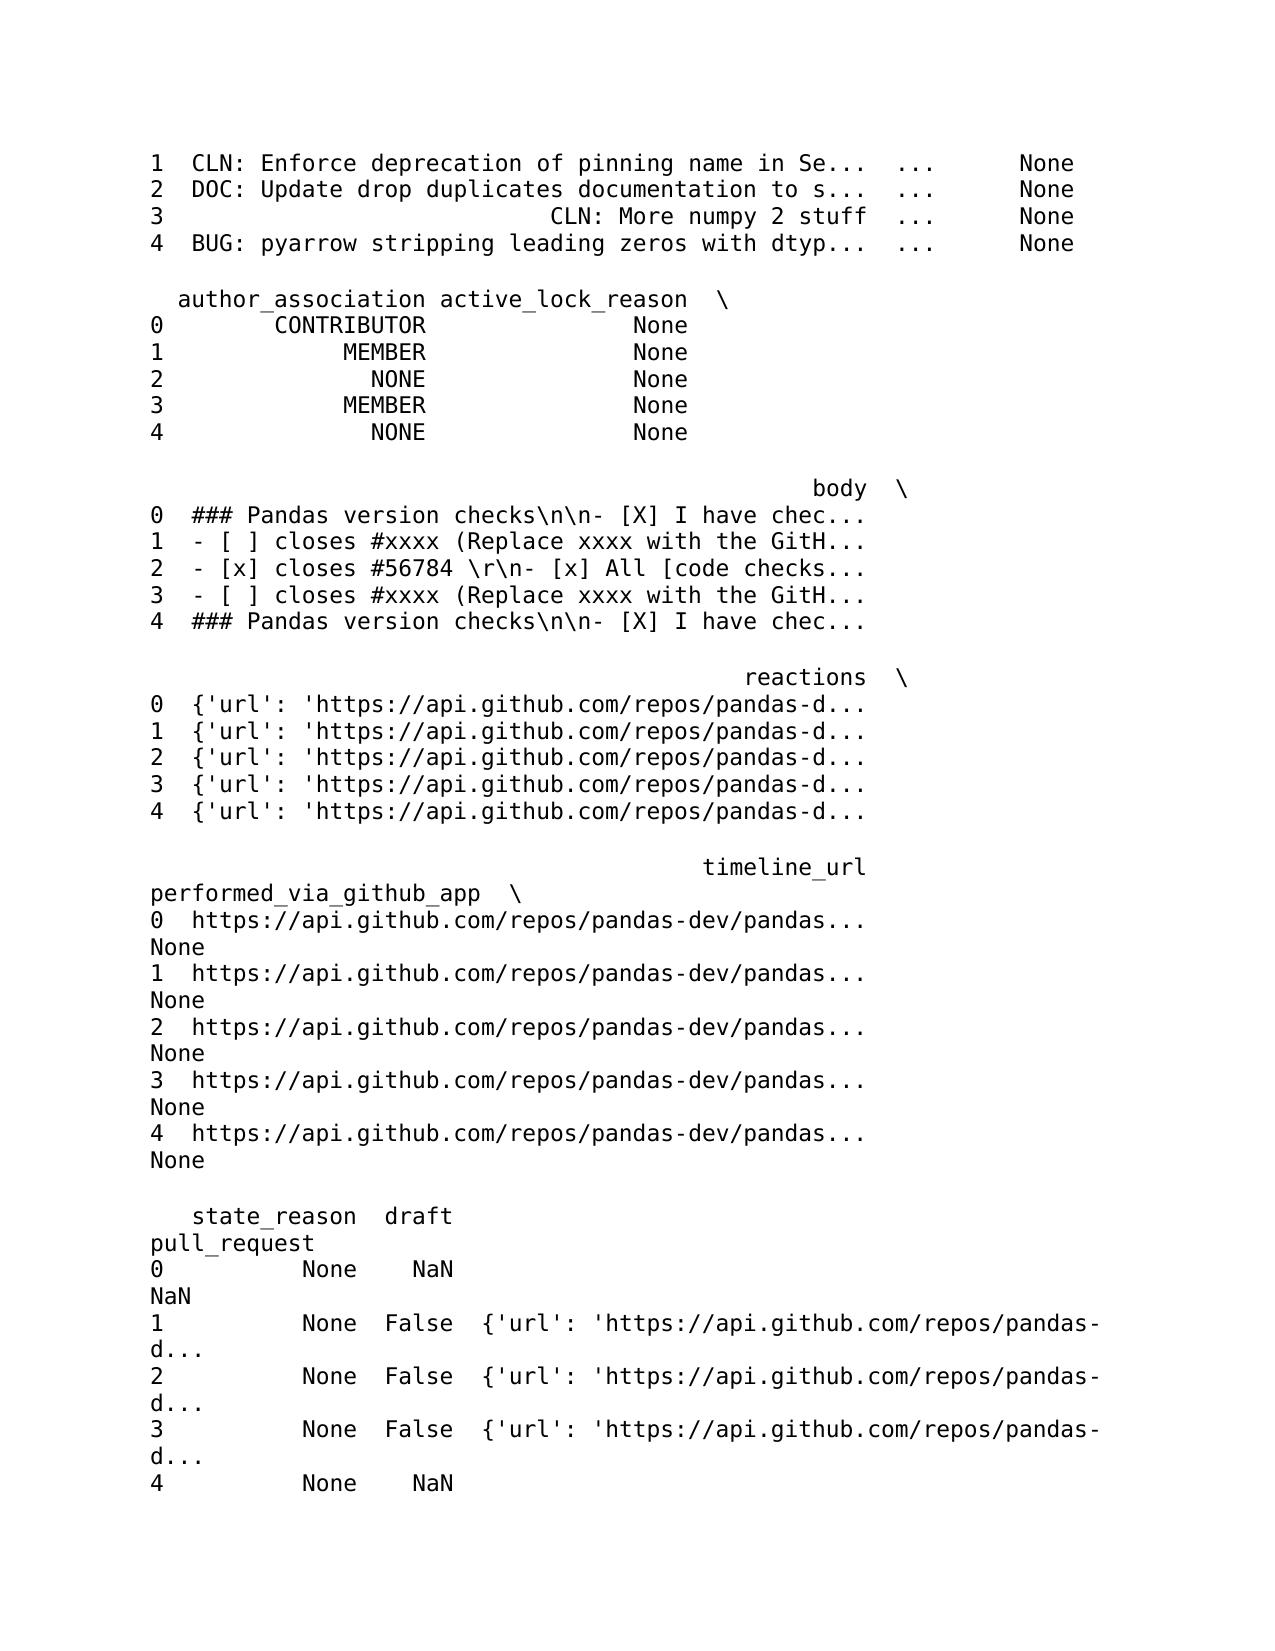 1  CLN: Enforce deprecation of pinning name in Se...  ...      None
2  DOC: Update drop duplicates documentation to s...  ...      None
3                            CLN: More numpy 2 stuff  ...      None
4  BUG: pyarrow stripping leading zeros with dtyp...  ...      None
  author_association active_lock_reason  \
0        CONTRIBUTOR               None
1             MEMBER               None
2               NONE               None
3             MEMBER               None
4               NONE               None
                                                body  \
0  ### Pandas version checks\n\n- [X] I have chec...
1  - [ ] closes #xxxx (Replace xxxx with the GitH...
2  - [x] closes #56784 \r\n- [x] All [code checks...
3  - [ ] closes #xxxx (Replace xxxx with the GitH...
4  ### Pandas version checks\n\n- [X] I have chec...
                                           reactions  \
0  {'url': 'https://api.github.com/repos/pandas-d...
1  {'url': 'https://api.github.com/repos/pandas-d...
2  {'url': 'https://api.github.com/repos/pandas-d...
3  {'url': 'https://api.github.com/repos/pandas-d...
4  {'url': 'https://api.github.com/repos/pandas-d...
                                        timeline_url
performed_via_github_app  \
0  https://api.github.com/repos/pandas-dev/pandas...
None
1  https://api.github.com/repos/pandas-dev/pandas...
None
2  https://api.github.com/repos/pandas-dev/pandas...
None
3  https://api.github.com/repos/pandas-dev/pandas...
None
4  https://api.github.com/repos/pandas-dev/pandas...
None
   state_reason  draft
pull_request
0          None    NaN
NaN
1          None  False  {'url': 'https://api.github.com/repos/pandas-
d...
2          None  False  {'url': 'https://api.github.com/repos/pandas-
d...
3          None  False  {'url': 'https://api.github.com/repos/pandas-
d...
4          None    NaN